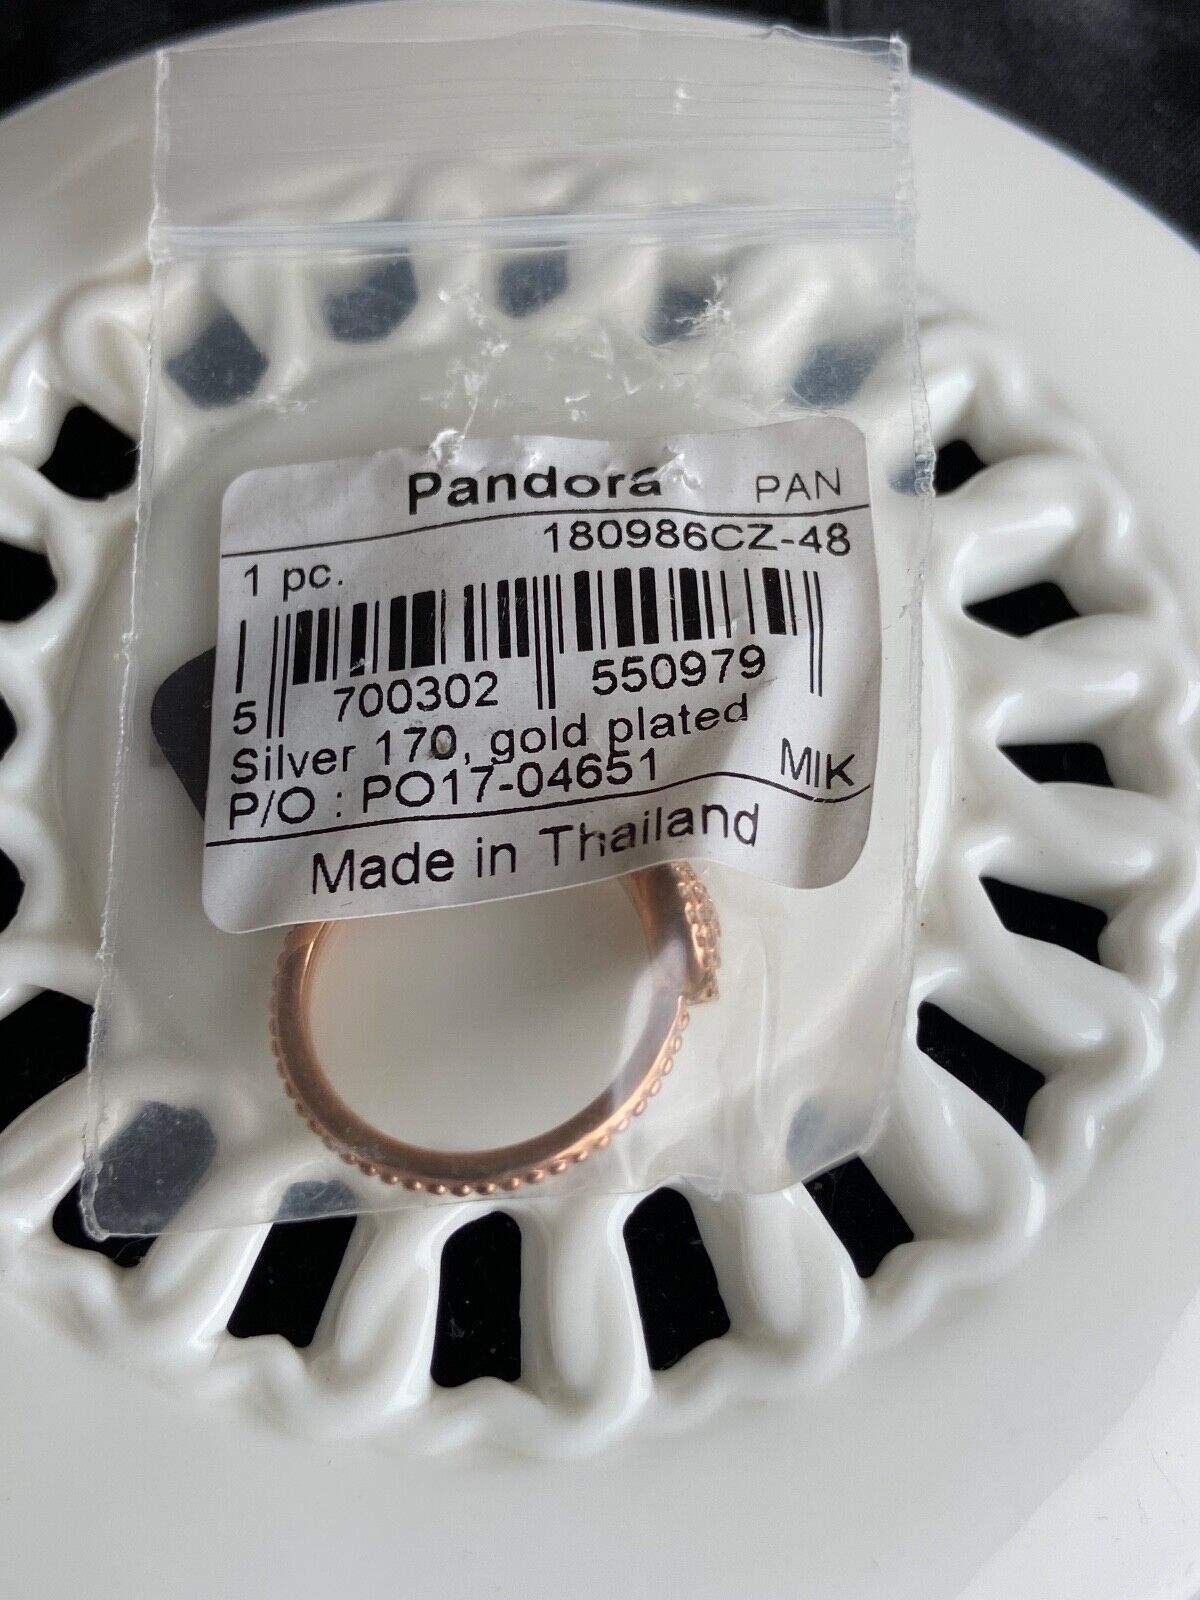 Pandora PAN
180986CZ-48
1 pc.
5 700302 550979
Silver 170, gold plated
P/O : PO17-04651 MIK
Made in Thailand